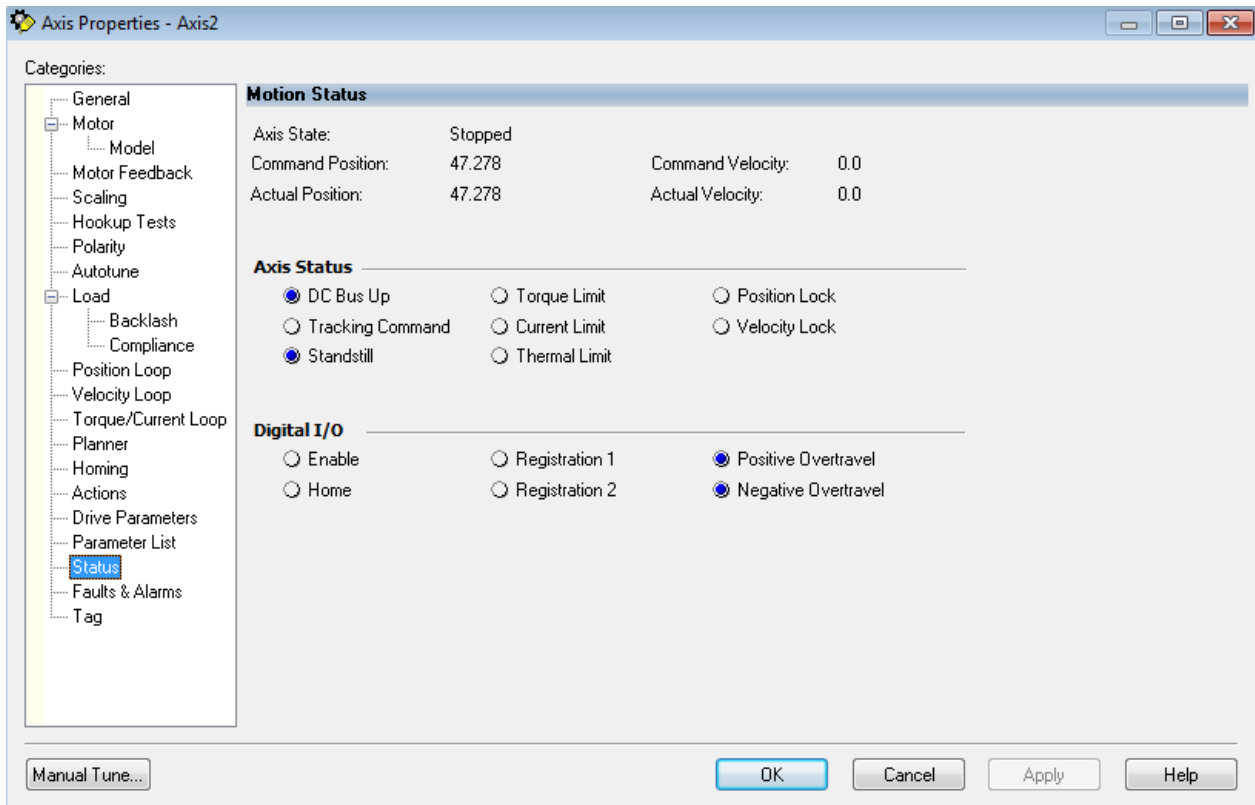 Axis Properties - Axis2
Categories:
General
Motor
Model
Motor Feedback
Scaling
Hookup Tests
Polarity
Autotune
Load
Backlash
Compliance
Position Loop
Velocity Loop
Torque/Current Loop
Planner
Homing
Actions
Drive Parameters
Parameter List
Status
Faults & Alarms
Tag
Motion Status
Axis State: Stopped
Command Position: 47.278 Command Velocity: 0.0
Actual Position: 47.278 Actual Velocity: 0.0
Axis Status
DC Bus Up Torque Limit Position Lock
Tracking Command Current Limit Velocity Lock
Standstill Thermal Limit
Digital I/O
Enable Registration 1 Positive Overtravel
Home Registration 2 Negative Overtravel
Manual Tune... OK Cancel Apply Help